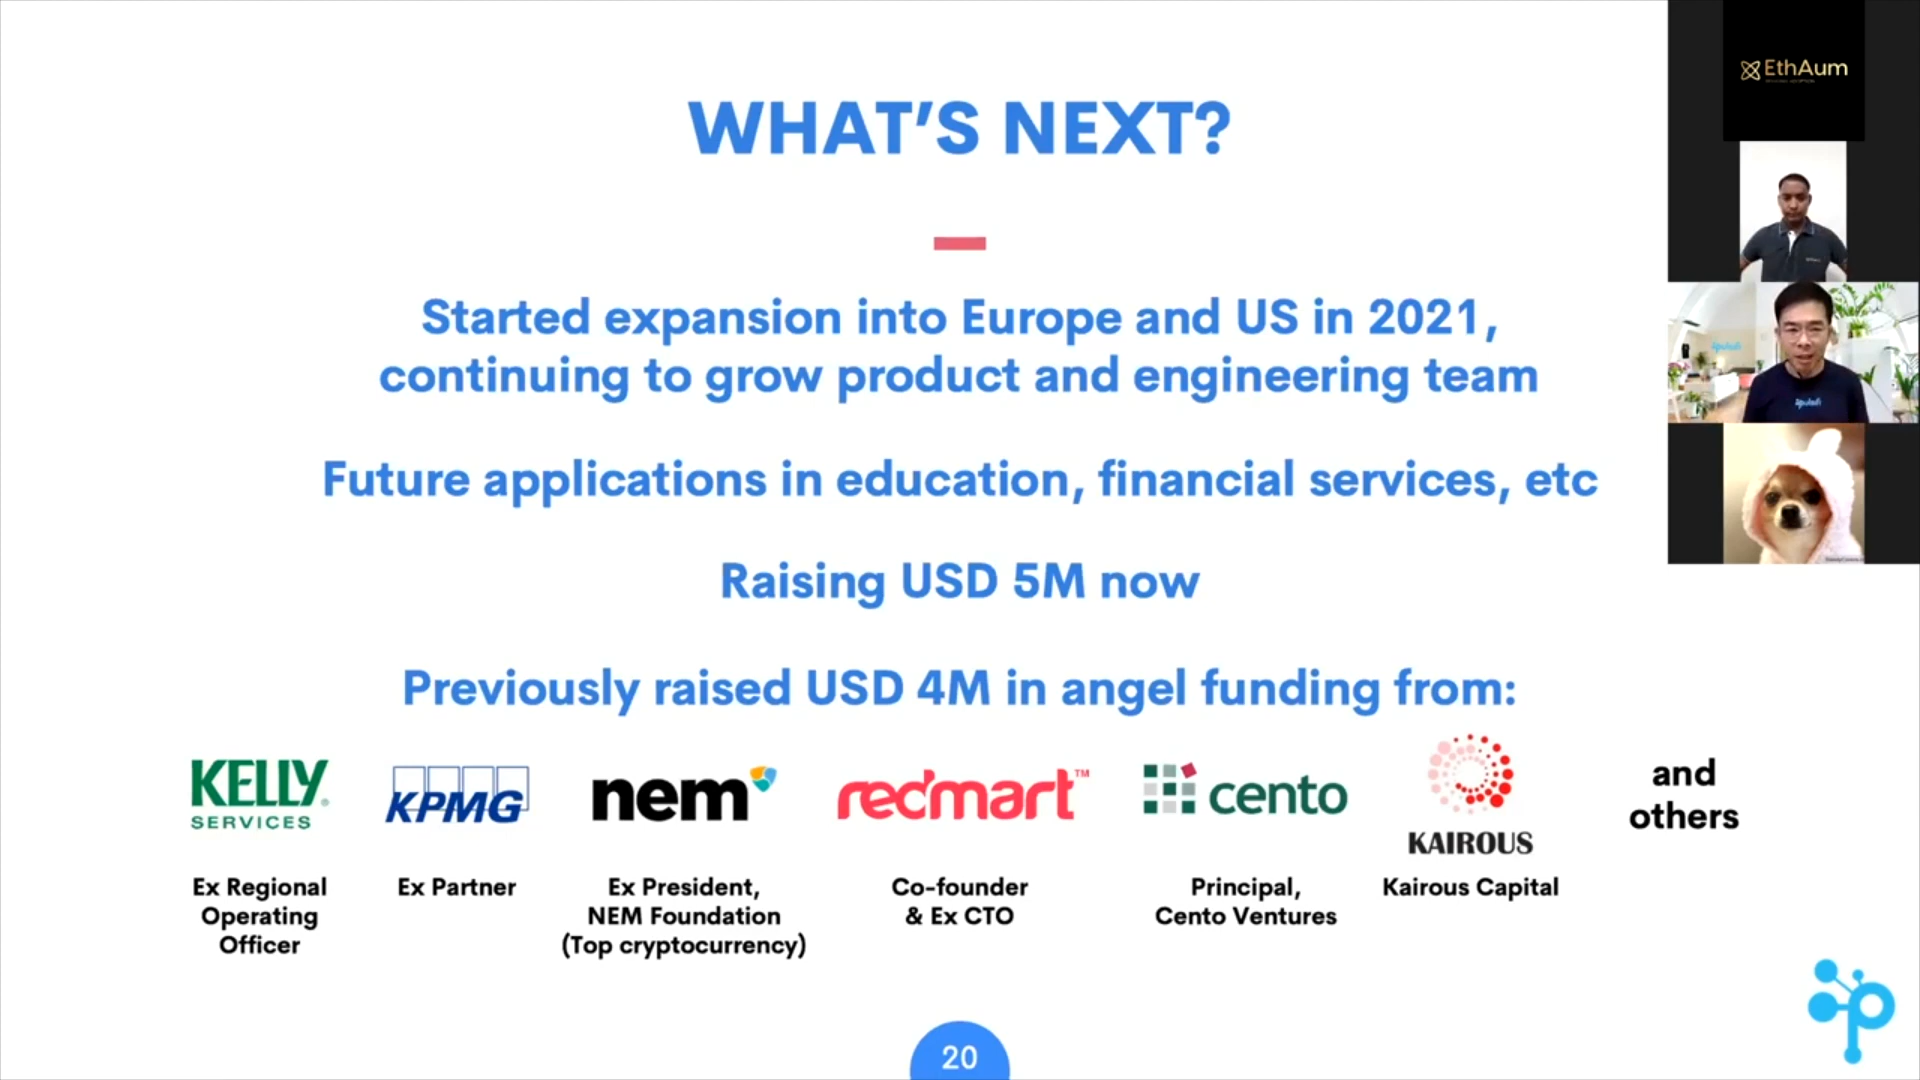 WHAT'S NEXT?
Started expansion into Europe and US in 2021,
continuing to grow product and engineering team
Future applications in education, financial services, etc
Raising USD 5M now
Previously raised USD 4M in angel funding from:
KELLY
SERVICES
KPMG
nem
redmart™
cento
KAIROUS
and
others
Ex Regional
Operating
Officer
Ex Partner
Ex President,
NEM Foundation
(Top cryptocurrency)
Co-founder
& Ex CTO
Principal,
Cento Ventures
Kairous Capital
20
EthAum